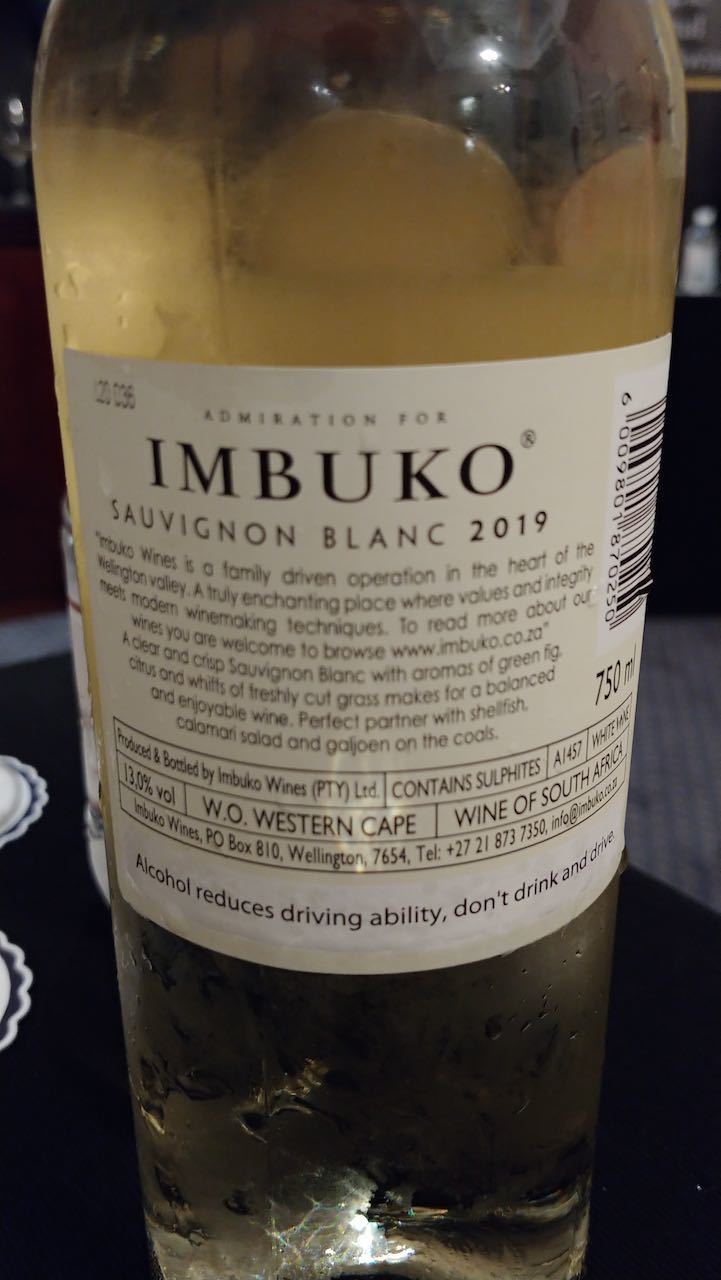 L20 036
ADMIRATION FOR
IMBUKO®
SAUVIGNON BLANC 2019
"Imbuko Wines is a family driven operation in the heart of the
Wellington valley. A truly enchanting place where values and integrity
meets modern winemaking techniques. To read more about our
wines you are welcome to browse www.imbuko.co.za"
A clear and crisp Sauvignon Blanc with aromas of green fig,
citrus and whiffs of freshly cut grass makes for a balanced
and enjoyable wine. Perfect partner with shellfish,
calamari salad and galjoen on the coals.
6 009801 870250
750 ml
Produced & Bottled by Imbuko Wines (PTY) Ltd. CONTAINS SULPHITES A1457 WHITE WINE
13,0% vol W.O. WESTERN CAPE WINE OF SOUTH AFRICA
Imbuko Wines, PO Box 810, Wellington, 7654, Tel: +27 21 873 7350, info@imbuko.co.za
Alcohol reduces driving ability, don't drink and drive.